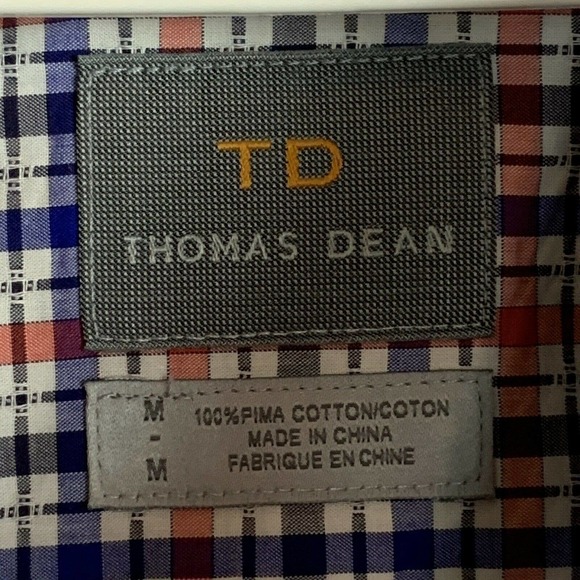 TD
THOMAS DEAN
M - M
100% PIMA COTTON/COTON
MADE IN CHINA
FABRIQUE EN CHINE